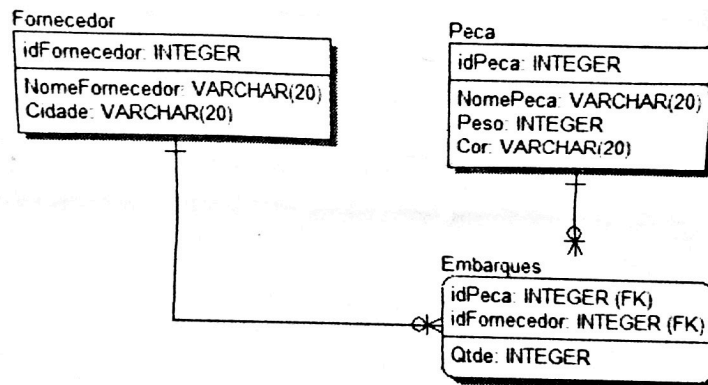 Fornecedor
idFornecedor: INTEGER
NomeFornecedor: VARCHAR(20)
Cidade: VARCHAR(20)
Peca
idPeca: INTEGER
NomePeca: VARCHAR(20)
Peso: INTEGER
Cor: VARCHAR(20)
Embarques
idPeca: INTEGER (FK)
idFornecedor: INTEGER (FK)
Qtde: INTEGER